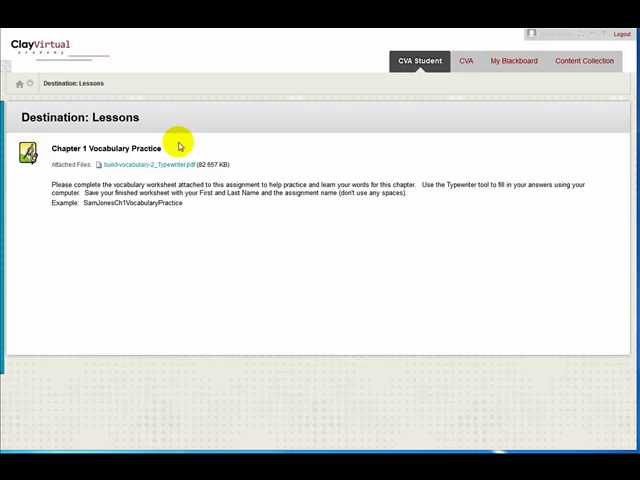 ClayVirtual
academy
Logout
CVA Student
CVA
My Blackboard
Content Collection
Destination: Lessons
Destination: Lessons
Chapter 1 Vocabulary Practice
Attached Files: build-vocabulary-2_Typewriter.pdf (82.657 KB)
Please complete the vocabulary worksheet attached to this assignment to help practice and learn your words for this chapter. Use the Typewriter tool to fill in your answers using your
computer. Save your finished worksheet with your First and Last Name and the assignment name (don't use any spaces).
Example: SamJonesCh1VocabularyPractice